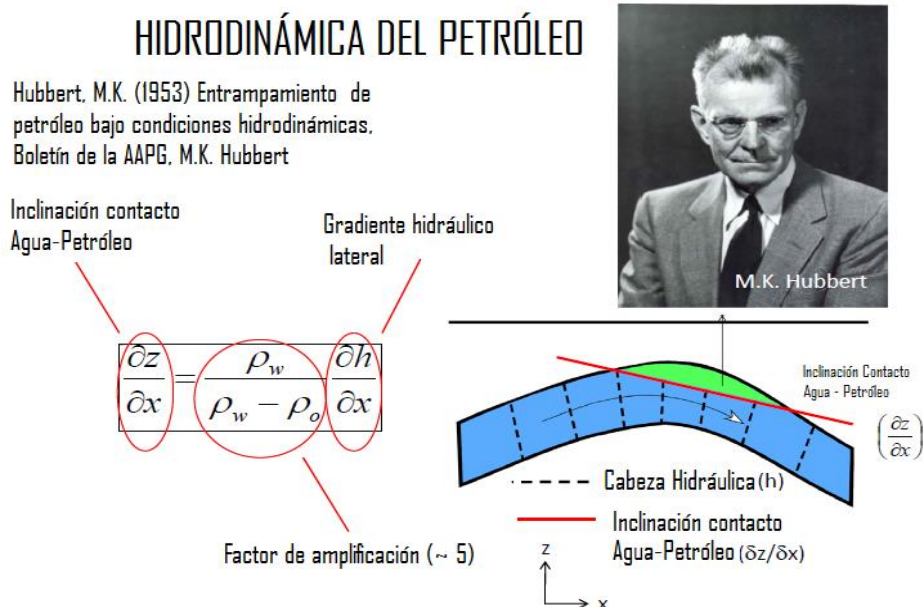 HIDRODINÁMICA DEL PETRÓLEO
Hubbert, M.K. (1953) Entrampamiento de
petróleo bajo condiciones hidrodinámicas,
Boletín de la AAPG, M.K. Hubbert
M.K. Hubbert
Inclinación contacto
Agua-Petróleo
Gradiente hidráulico
lateral
∂z/∂x = ρw/(ρw − ρo) ∂h/∂x
Factor de amplificación (~ 5)
Inclinación Contacto
Agua - Petróleo
(∂z/∂x)
Cabeza Hidráulica (h)
Inclinación contacto
Agua-Petróleo (δz/δx)
z
x